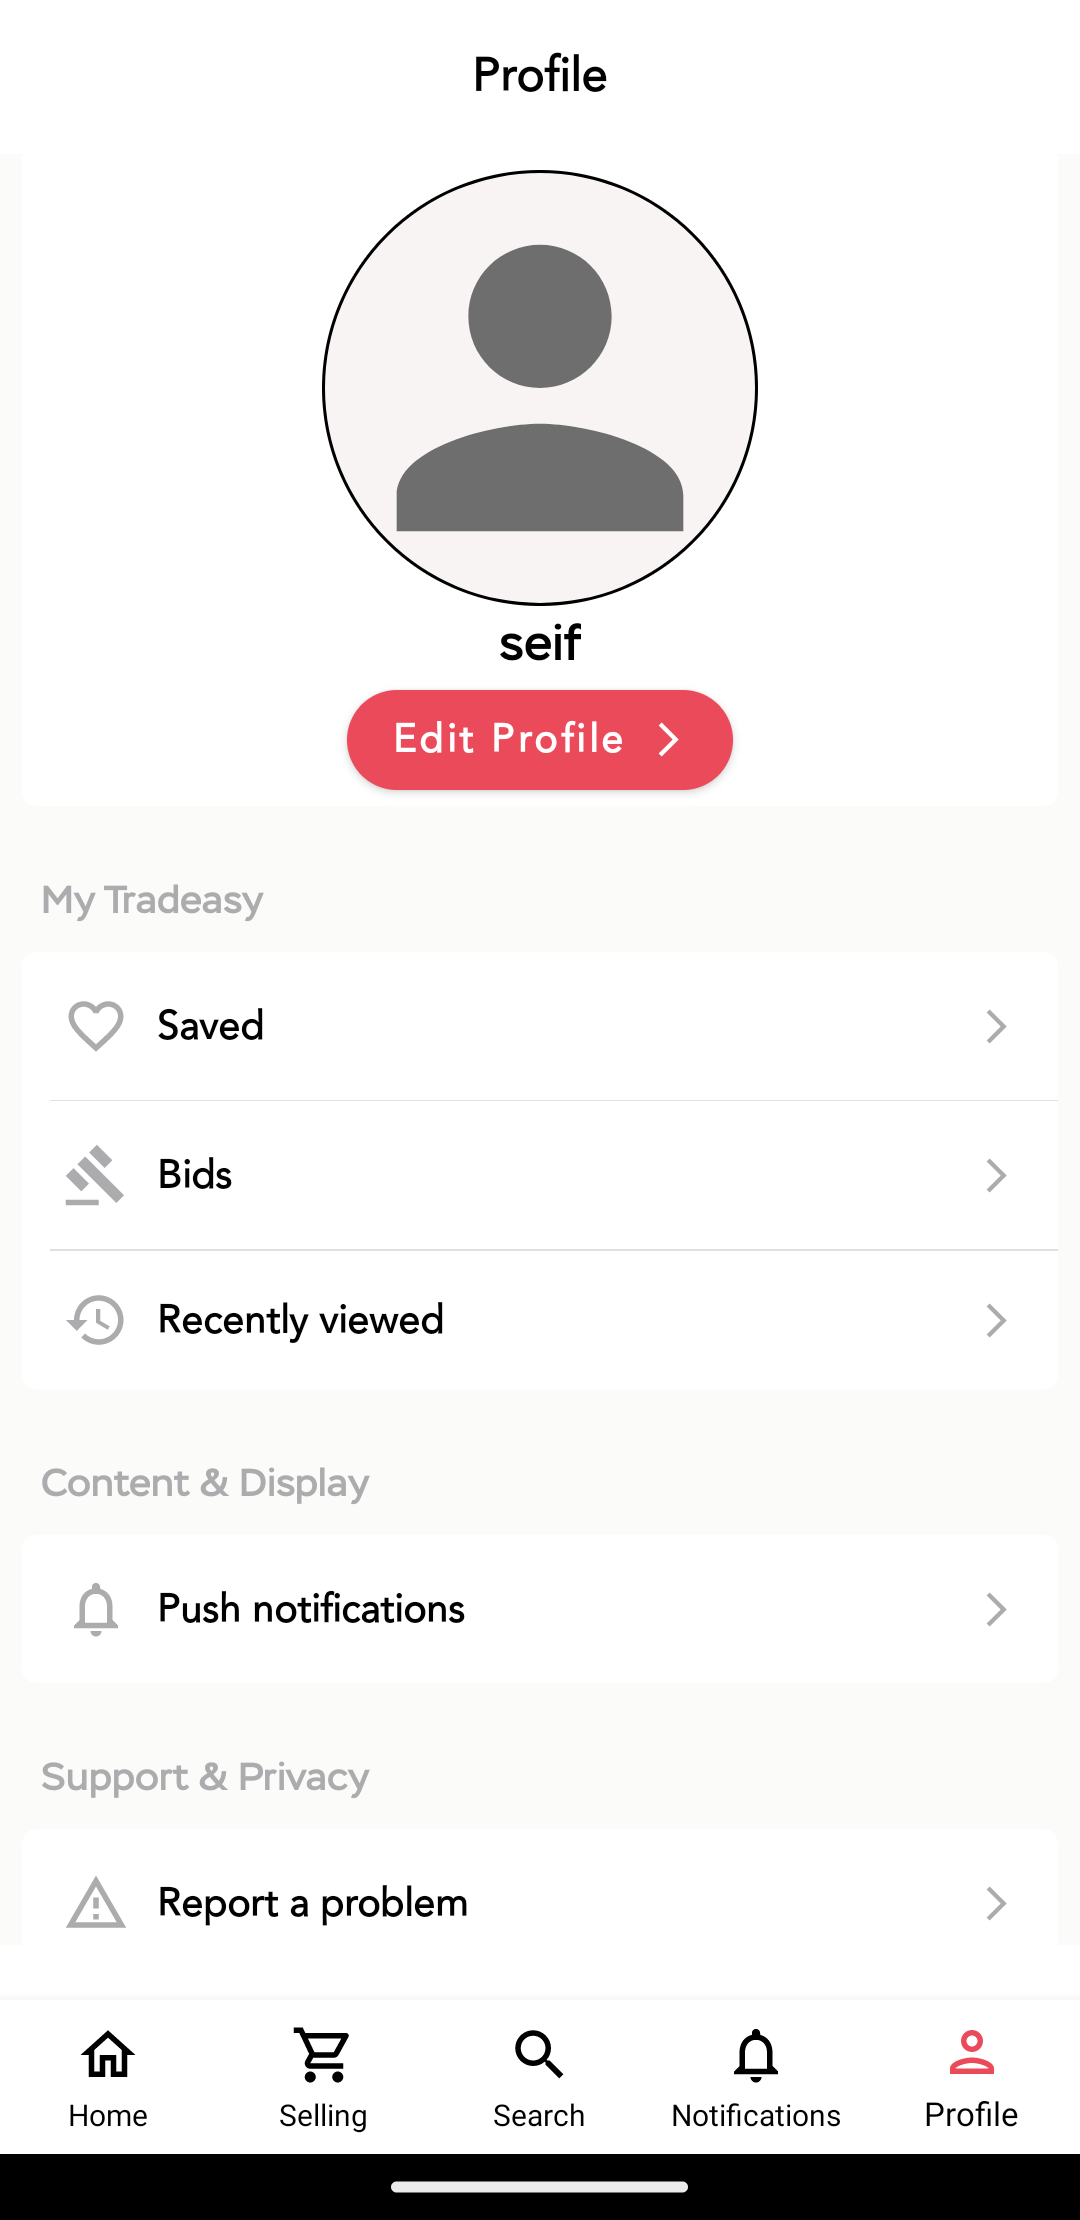 Profile
seif
Edit Profile
My Tradeasy
Saved
Bids
Recently viewed
Content & Display
Push notifications
Support & Privacy
Report a problem
Home
Selling
Search
Notifications
Profile